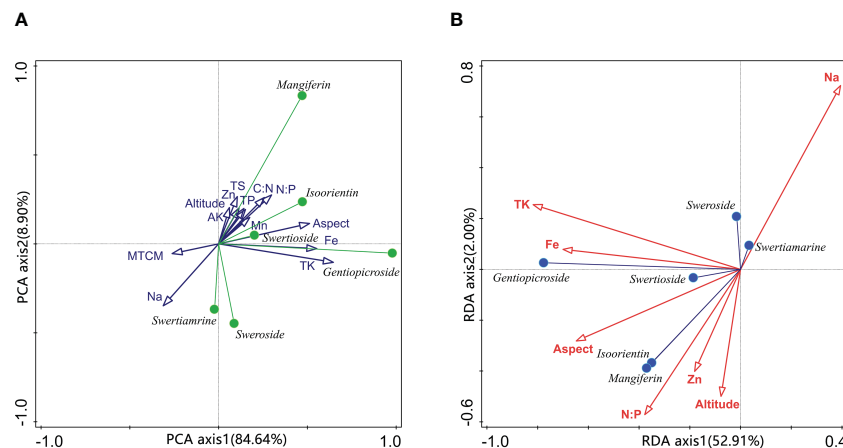 A
B
1.0
Mangiferin
TS
Zn
C:N
N:P
Altitude
TP
Isoorientin
AK
Mn
Aspect
Swertioside
Fe
MTCM
TK
Gentiopicroside
Na
Swertiamrine
Sweroside
PCA axis2(8.90%)
-1.0
-1.0
PCA axis1(84.64%)
1.0
0.8
Na
TK
Sweroside
Fe
Swertiamarine
Gentiopicroside
Swertioside
Aspect
Isoorientin
Mangiferin
Zn
Altitude
N:P
RDA axis2(2.00%)
-0.6
-1.0
RDA axis1(52.91%)
0.4